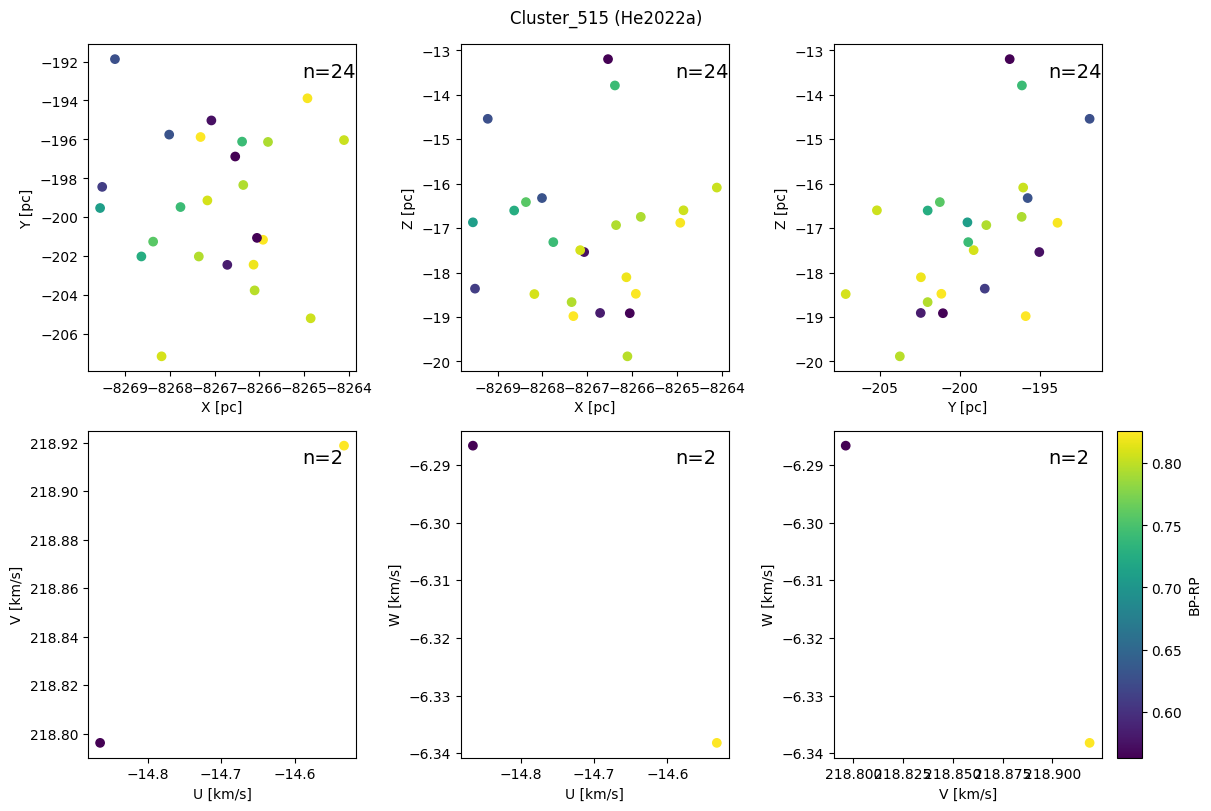 Cluster_515 (He2022a)
n=24
−192
−194
−196
−198
−200
−202
−204
−206
Y [pc]
−8269 −8268 −8267 −8266 −8265 −8264
X [pc]
n=24
−13
−14
−15
−16
−17
−18
−19
−20
Z [pc]
−8269 −8268 −8267 −8266 −8265 −8264
X [pc]
n=24
−13
−14
−15
−16
−17
−18
−19
−20
Z [pc]
−205 −200 −195
Y [pc]
n=2
218.92
218.90
218.88
218.86
218.84
218.82
218.80
V [km/s]
−14.8 −14.7 −14.6
U [km/s]
n=2
−6.29
−6.30
−6.31
−6.32
−6.33
−6.34
W [km/s]
−14.8 −14.7 −14.6
U [km/s]
n=2
−6.29
−6.30
−6.31
−6.32
−6.33
−6.34
W [km/s]
218.800 218.825 218.850 218.875 218.900
V [km/s]
0.80
0.75
0.70
0.65
0.60
BP-RP